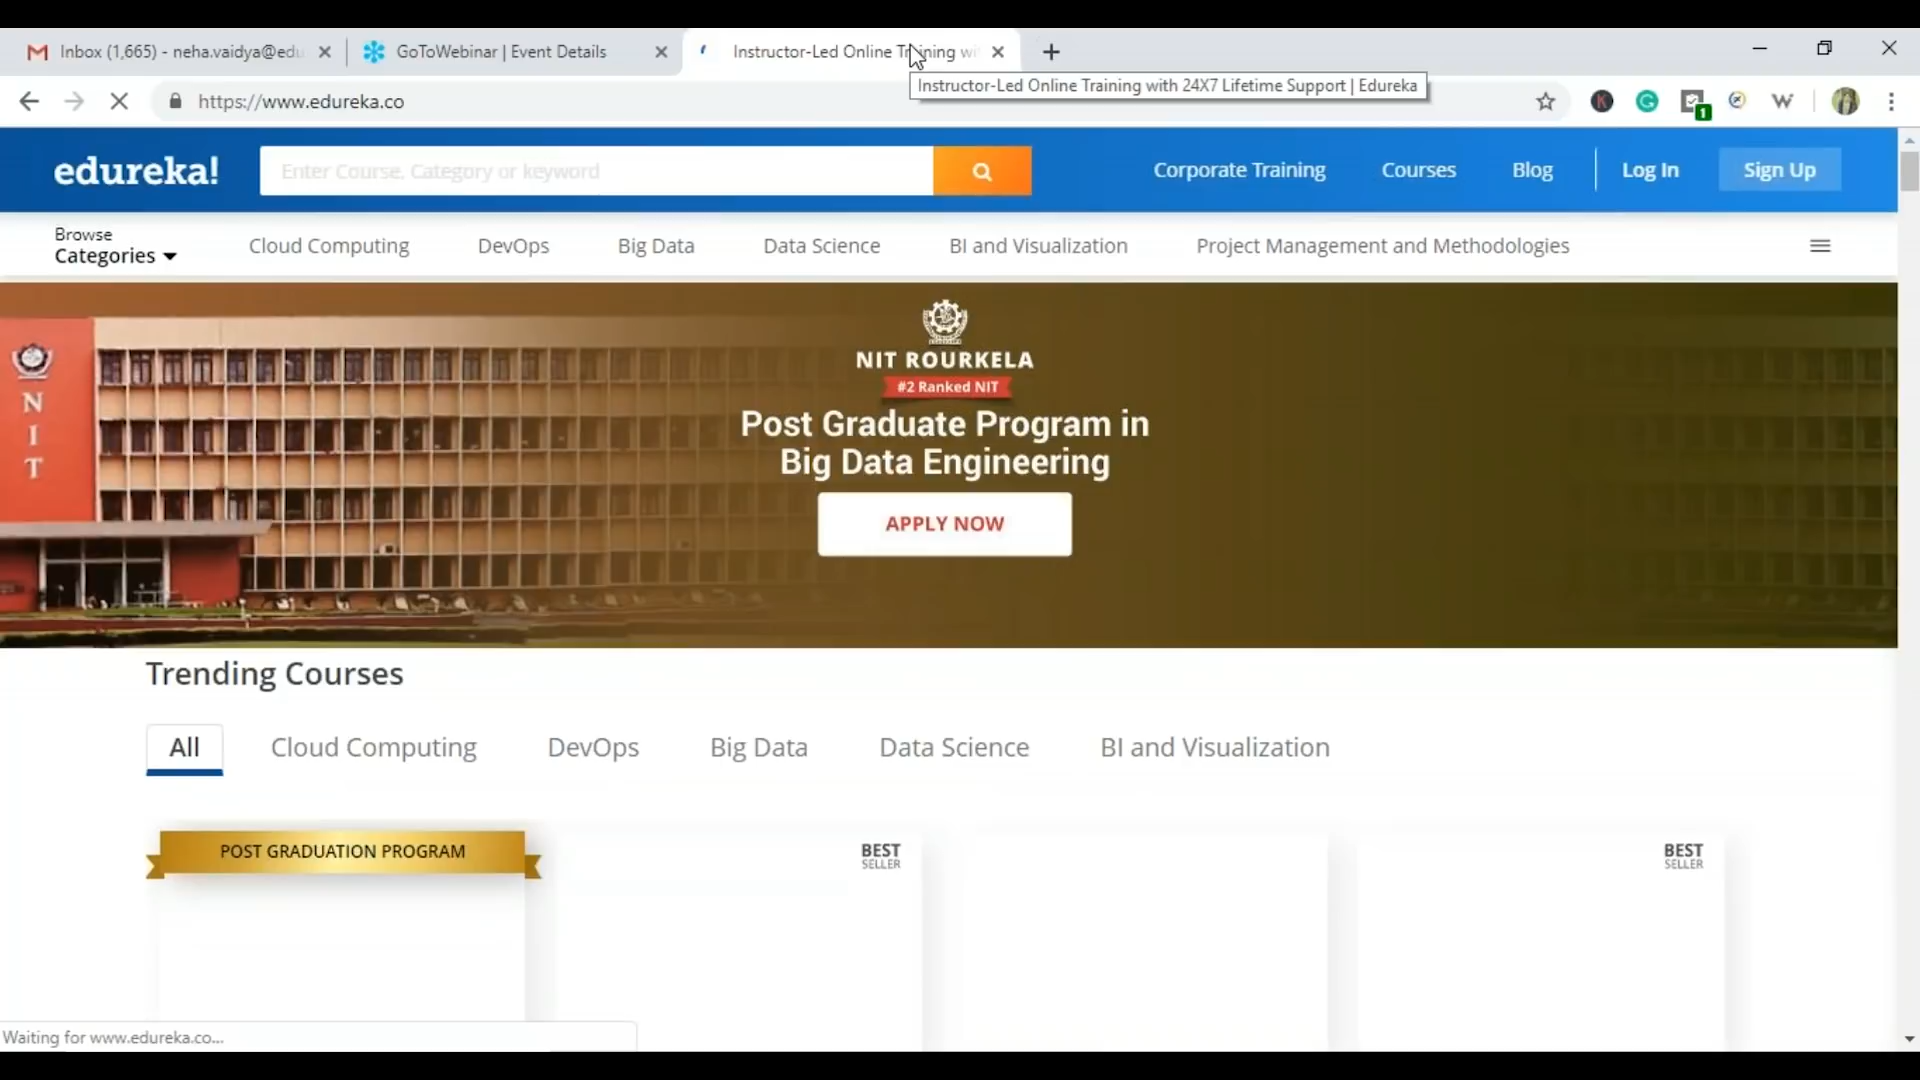 Inbox (1,665) - neha.vaidya@edu
GoToWebinar | Event Details
Instructor-Led Online Training wi
Instructor-Led Online Training with 24X7 Lifetime Support | Edureka
https://www.edureka.co
1
edureka!
Enter Course, Category or keyword
Corporate Training
Courses
Blog
Log In
Sign Up
Browse
Categories
Cloud Computing
DevOps
Big Data
Data Science
BI and Visualization
Project Management and Methodologies
NIT
NIT ROURKELA
#2 Ranked NIT
Post Graduate Program in
Big Data Engineering
APPLY NOW
Trending Courses
All
Cloud Computing
DevOps
Big Data
Data Science
BI and Visualization
POST GRADUATION PROGRAM
BEST
SELLER
BEST
SELLER
Waiting for www.edureka.co...